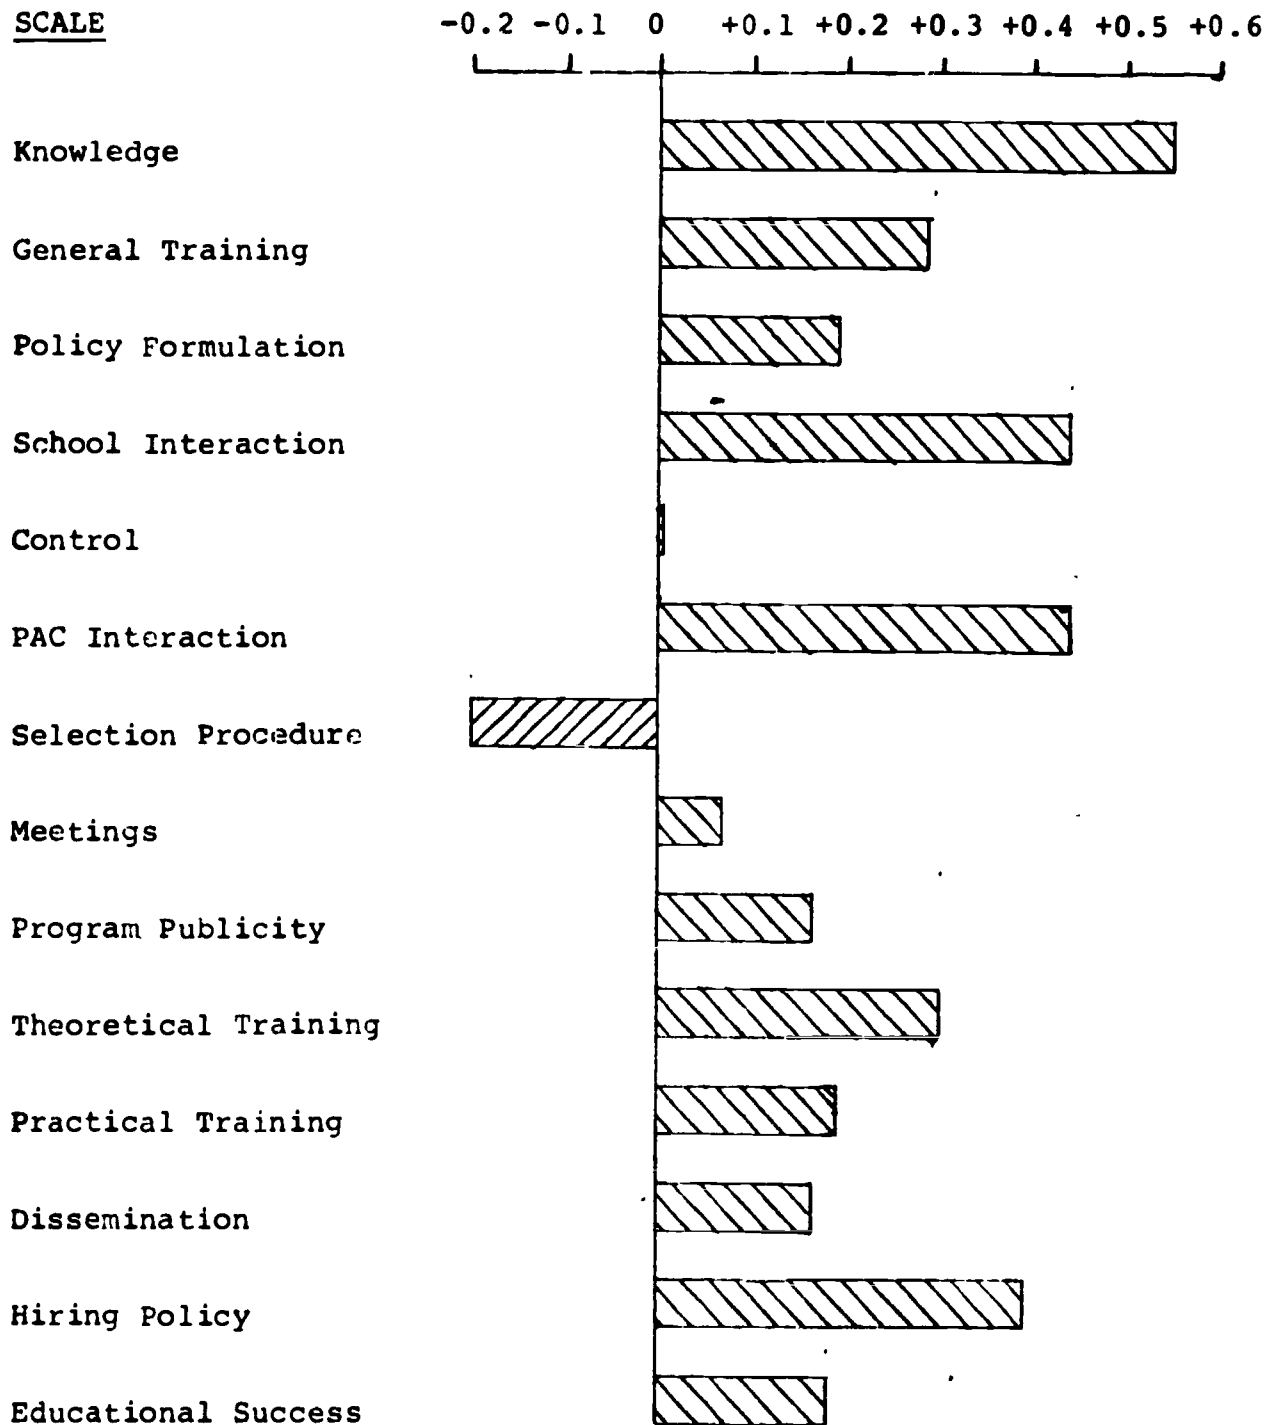 SCALE -0.2 -0.1 0 +0.1 +0.2 +0.3 +0.4 +0.5 +0.6
Knowledge
General Training
Policy Formulation
School Interaction
Control
PAC Interaction
Selection Procedure
Meetings
Program Publicity
Theoretical Training
Practical Training
Dissemination
Hiring Policy
Educational Success